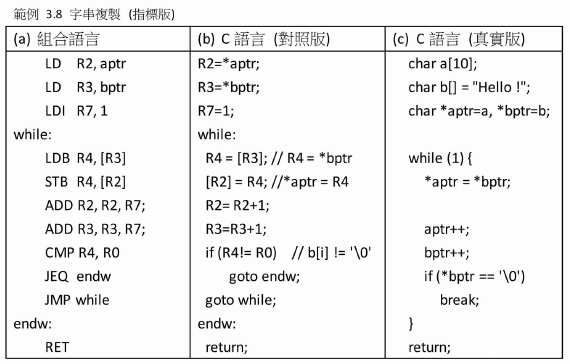 範例 3.8 字串複製 (指標版)
(a) 組合語言 (b) C 語言 (對照版) (c) C 語言 (真實版)
LD R2, aptr R2=*aptr; char a[10];
LD R3, bptr R3=*bptr; char b[] = "Hello !";
LDI R7, 1 R7=1; char *aptr=a, *bptr=b;
while: while:
LDB R4, [R3] R4 = [R3]; // R4 = *bptr while (1) {
STB R4, [R2] [R2] = R4; //*aptr = R4 *aptr = *bptr;
ADD R2, R2, R7; R2= R2+1;
ADD R3, R3, R7; R3=R3+1; aptr++;
CMP R4, R0 if (R4!= R0) // b[i] != '\0' bptr++;
JEQ endw goto endw; if (*bptr == '\0')
JMP while goto while; break;
endw: endw: }
RET return; return;